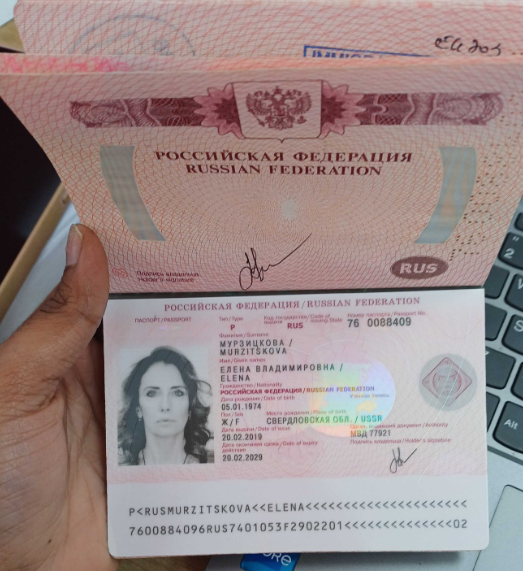 РОССИЙСКАЯ ФЕДЕРАЦИЯ
RUSSIAN FEDERATION
Подпись владельца
Holder's signature
RUS
РОССИЙСКАЯ ФЕДЕРАЦИЯ / RUSSIAN FEDERATION
ПАСПОРТ/PASSPORT Тип/Type Код государства/Code of issuing State Номер паспорта/Passport No.
P RUS 76 0088409
Фамилия/Surname
МУРЗИЦКОВА /
MURZITSKOVA
Имя/Given names
ЕЛЕНА ВЛАДИМИРОВНА /
ELENA
Гражданство/Nationality
РОССИЙСКАЯ ФЕДЕРАЦИЯ/RUSSIAN FEDERATION
Дата рождения/Date of birth
05.01.1974
Пол/Sex Место рождения/Place of birth
Ж/F СВЕРДЛОВСКАЯ ОБЛ. / USSR
Дата выдачи/Date of issue Орган, выдавший документ/Authority
20.02.2019 МВД 77921
Дата окончания срока действия/Date of expiry Подпись владельца/Holder's signature
20.02.2029
P<RUSMURZITSKOVA<<ELENA<<<<<<<<<<<<<<<<<<<<<
7600884096RUS7401053F2902201<<<<<<<<<<<<<<02
2
Alt